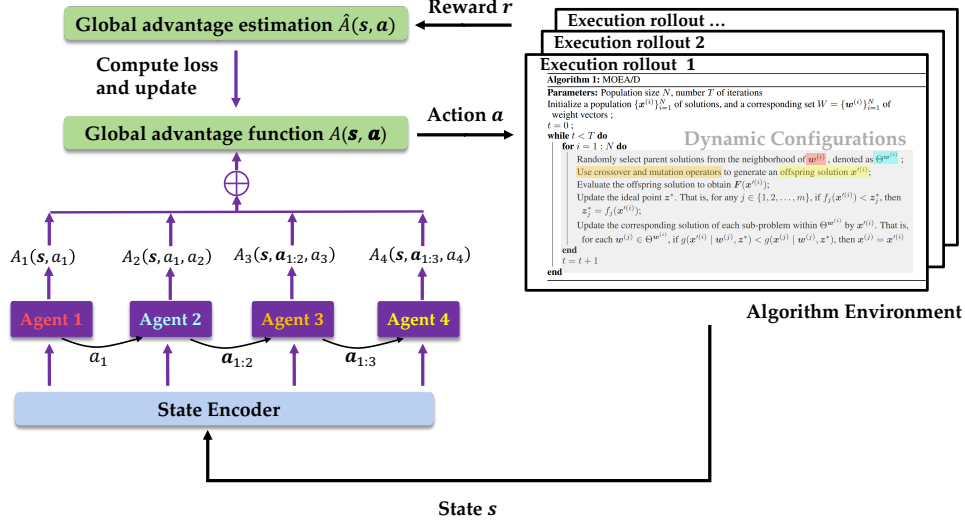 Global advantage estimation Â(s, a)
Reward r
Execution rollout ...
Execution rollout 2
Execution rollout 1
Compute loss
and update
Global advantage function A(s, a)
Action a
Algorithm 1: MOEA/D
Parameters: Population size N, number T of iterations
Initialize a population {x^(i)}_{i=1}^N of solutions, and a corresponding set W = {w^(i)}_{i=1}^N of
weight vectors ;
t = 0 ;
while t < T do
Dynamic Configurations
for i = 1 : N do
Randomly select parent solutions from the neighborhood of w^(i), denoted as Θ^{w^(i)} ;
Use crossover and mutation operators to generate an offspring solution x'^(i);
Evaluate the offspring solution to obtain F(x'^(i));
Update the ideal point z*. That is, for any j ∈ {1, 2, ..., m}, if f_j(x'^(i)) < z_j^*, then
z_j^* = f_j(x'^(i));
Update the corresponding solution of each sub-problem within Θ^{w^(i)} by x'^(i). That is,
for each w^(j) ∈ Θ^{w^(i)}, if g(x'^(i) | w^(j), z*) < g(x^(j) | w^(j), z*), then x^(j) = x'^(i)
end
t = t + 1
end
A_1(s, a_1)
A_2(s, a_1, a_2)
A_3(s, a_{1:2}, a_3)
A_4(s, a_{1:3}, a_4)
Agent 1
Agent 2
Agent 3
Agent 4
Algorithm Environment
a_1
a_{1:2}
a_{1:3}
State Encoder
State s